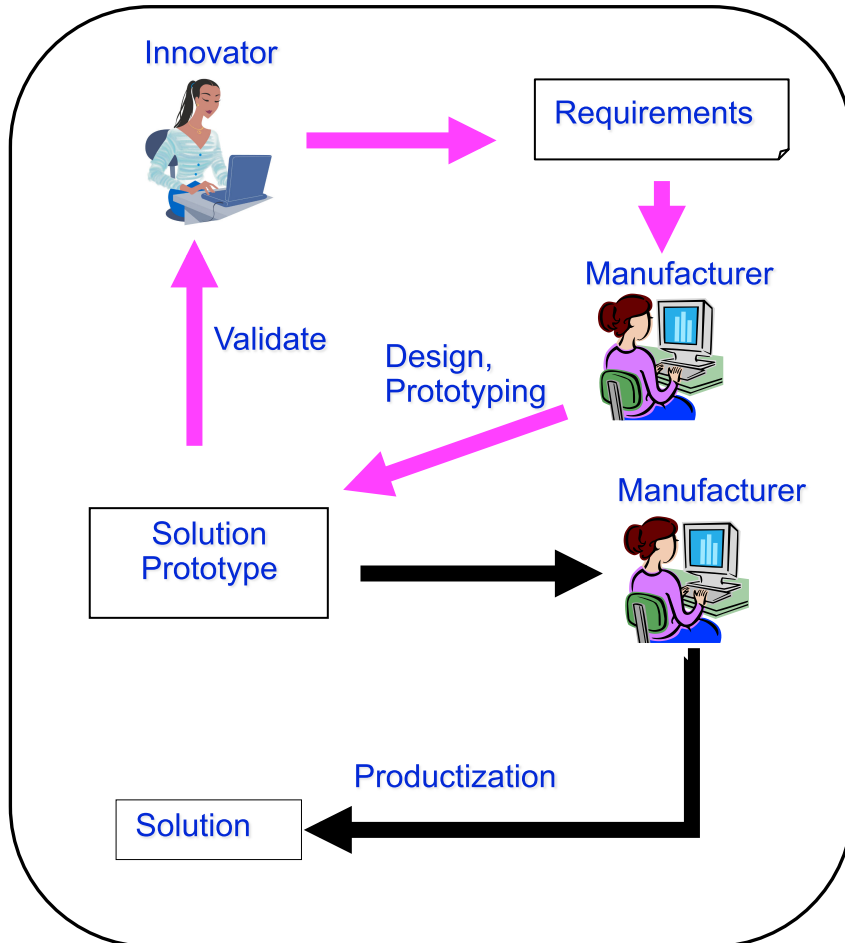 Innovator
Requirements
Manufacturer
Validate
Design,
Prototyping
Manufacturer
Solution
Prototype
Productization
Solution